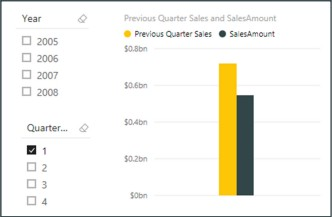 Year
2005
2006
2007
2008
Quarter...
1
2
3
4
Previous Quarter Sales and SalesAmount
Previous Quarter Sales SalesAmount
$0.8bn
$0.6bn
$0.4bn
$0.2bn
$0bn